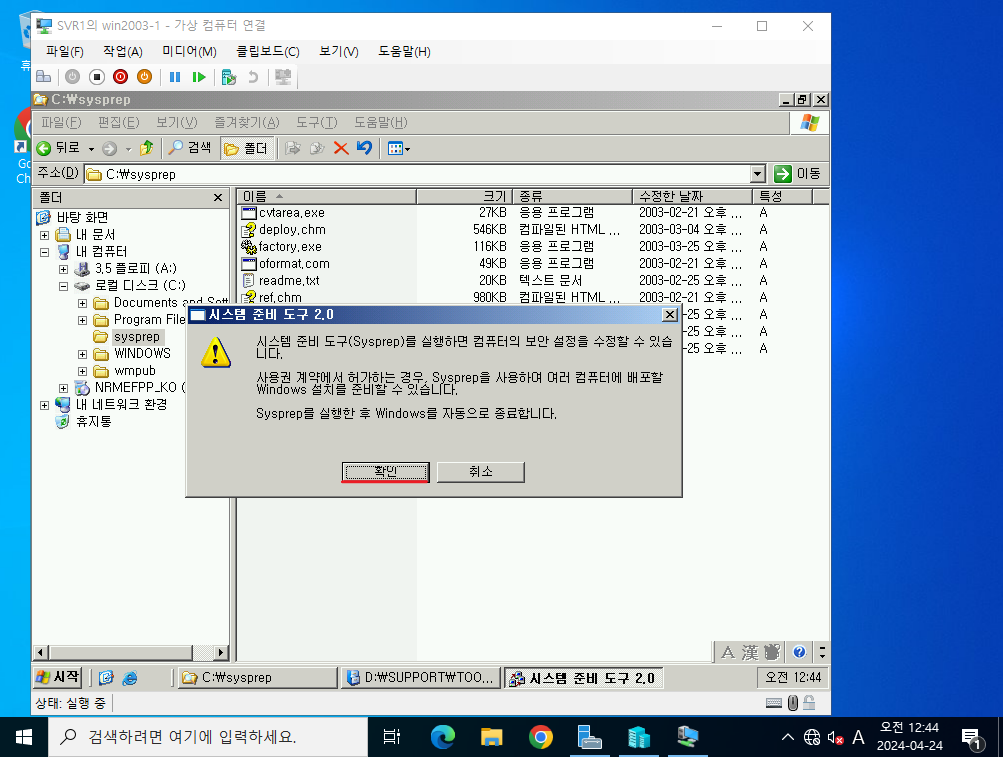 SVR1의 win2003-1 - 가상 컴퓨터 연결
파일(F) 작업(A) 미디어(M) 클립보드(C) 보기(V) 도움말(H)
C:₩sysprep
파일(F) 편집(E) 보기(V) 즐겨찾기(A) 도구(T) 도움말(H)
뒤로 검색 폴더
주소(D) C:₩sysprep 이동
폴더
이름 크기 종류 수정한 날짜 특성
바탕 화면
내 문서
내 컴퓨터
3,5 플로피 (A:)
로컬 디스크 (C:)
Documents and Sett
Program File
sysprep
WINDOWS
wmpub
NRMEFPP_KO (
내 네트워크 환경
휴지통
cvtarea,exe 27KB 응용 프로그램 2003-02-21 오후 ... A
deploy,chm 546KB 컴파일된 HTML ... 2003-03-04 오후 ... A
factory,exe 116KB 응용 프로그램 2003-03-25 오후 ... A
oformat,com 49KB 응용 프로그램 2003-02-21 오후 ... A
readme,txt 20KB 텍스트 문서 2003-02-25 오후 ... A
ref,chm 980KB 컴파일된 HTML ... 2003-02-21 오후 ... A
-25 오후 ... A
-25 오후 ... A
-25 오후 ... A
시스템 준비 도구 2,0
시스템 준비 도구(Sysprep)를 실행하면 컴퓨터의 보안 설정을 수정할 수 있습
니다.
사용권 계약에서 허가하는 경우, Sysprep을 사용하여 여러 컴퓨터에 배포할
Windows 설치를 준비할 수 있습니다.
Sysprep를 실행한 후 Windows를 자동으로 종료합니다.
확인 취소
A 漢
시작 C:₩sysprep D:₩SUPPORT₩TOO... 시스템 준비 도구 2,0 오전 12:44
상태: 실행 중
휴
Go
Ch
검색하려면 여기에 입력하세요.
A
오전 12:44
2024-04-24
1